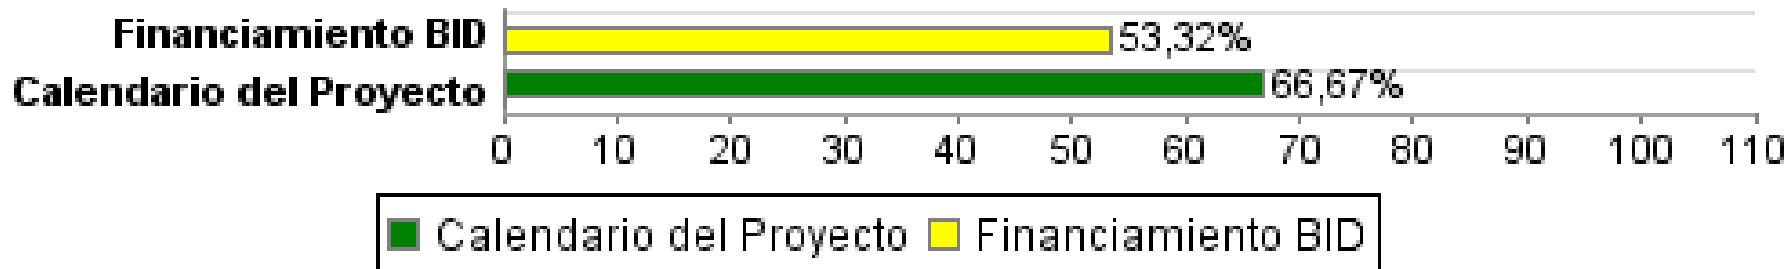 Financiamiento BID
53,32%
Calendario del Proyecto
66,67%
0 10 20 30 40 50 60 70 80 90 100 110
Calendario del Proyecto Financiamiento BID